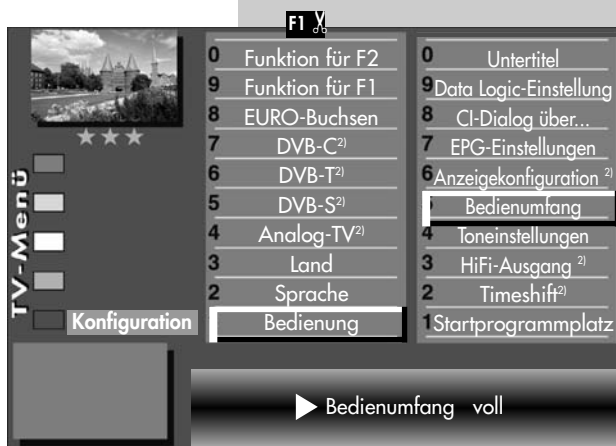 F1
0 Funktion für F2
9 Funktion für F1
8 EURO-Buchsen
7 DVB-C2)
6 DVB-T2)
5 DVB-S2)
4 Analog-TV2)
3 Land
2 Sprache
Bedienung
0 Untertitel
9 Data Logic-Einstellung
8 CI-Dialog über...
7 EPG-Einstellungen
6 Anzeigekonfiguration 2)
5 Bedienumfang
4 Toneinstellungen
3 HiFi-Ausgang 2)
2 Timeshift2)
1 Startprogrammplatz
TV-Menü
Konfiguration
Bedienumfang voll